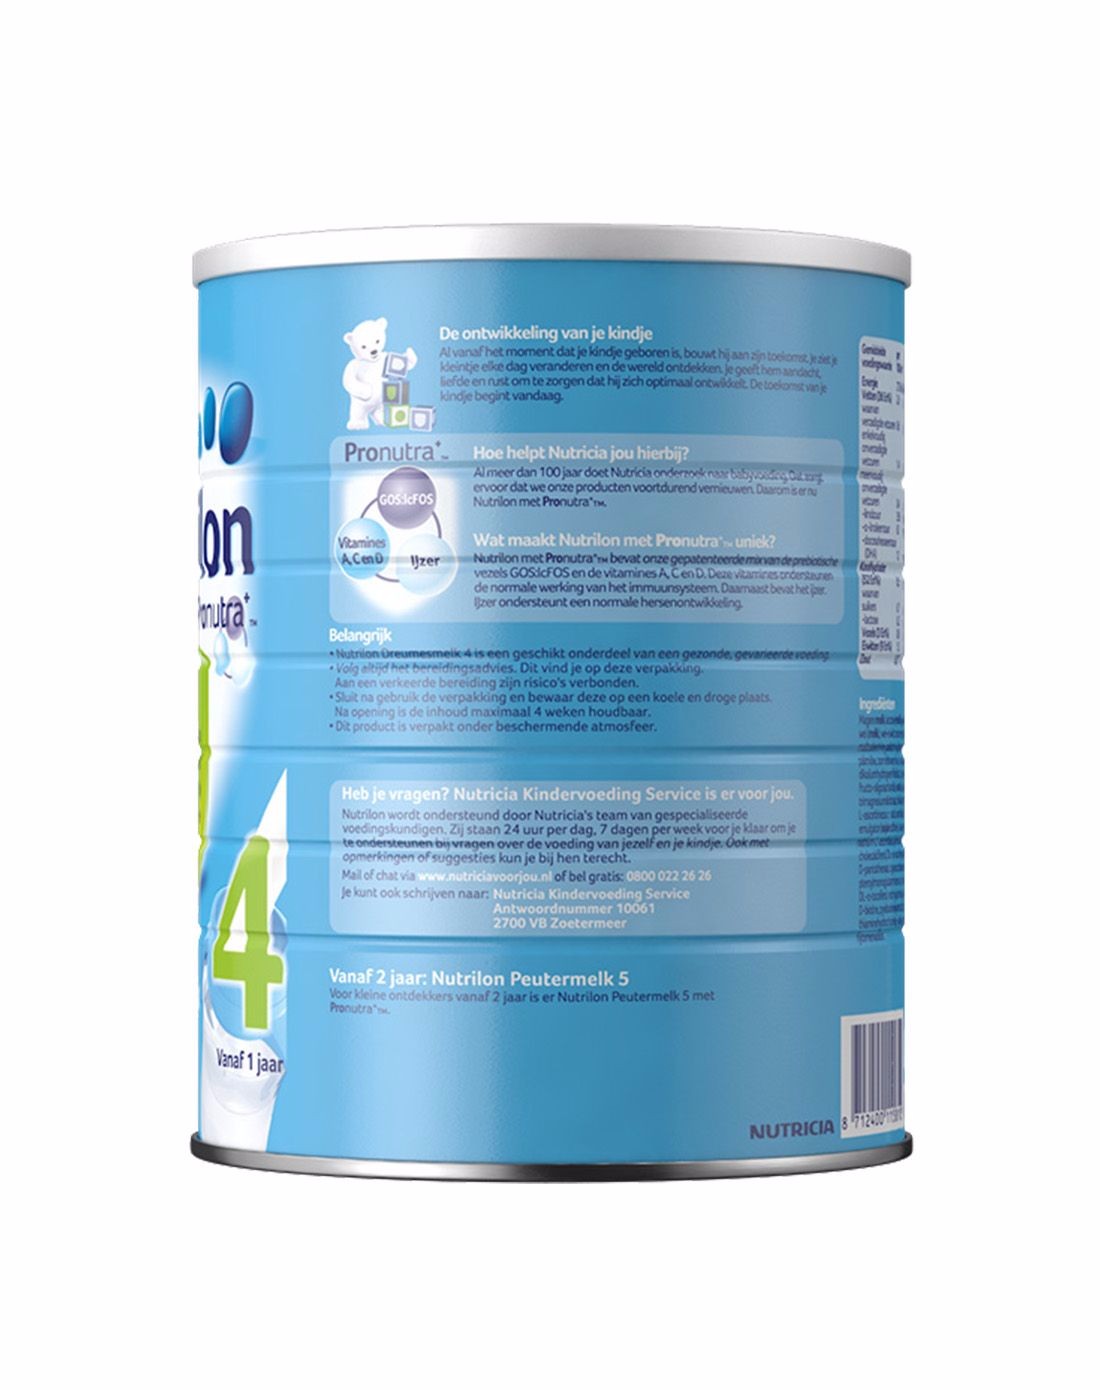 lon
Pronutra+™
4
Vanaf 1 jaar
De ontwikkeling van je kindje
Al vanaf het moment dat je kindje geboren is, bouwt hij aan zijn toekomst. Je ziet je
kleintje elke dag veranderen en de wereld ontdekken. Je geeft hem aandacht,
liefde en rust om te zorgen dat hij zich optimaal ontwikkelt. De toekomst van je
kindje begint vandaag.
Pronutra+™
GOS:lcFOS
Vitamines
A, C en D
IJzer
Hoe helpt Nutricia jou hierbij?
Al meer dan 100 jaar doet Nutricia onderzoek naar babyvoeding. Dat zorgt
ervoor dat we onze producten voortdurend vernieuwen. Daarom is er nu
Nutrilon met Pronutra+™.
Wat maakt Nutrilon met Pronutra+™ uniek?
Nutrilon met Pronutra+™ bevat onze gepatenteerde mix van de prebiotische
vezels GOS:lcFOS en de vitamines A, C en D. Deze vitamines ondersteunen
de normale werking van het immuunsysteem. Daarnaast bevat het ijzer.
IJzer ondersteunt een normale hersenontwikkeling.
Belangrijk
• Nutrilon Dreumesmelk 4 is een geschikt onderdeel van een gezonde, gevarieerde voeding.
• Volg altijd het bereidingsadvies. Dit vind je op deze verpakking.
Aan een verkeerde bereiding zijn risico's verbonden.
• Sluit na gebruik de verpakking en bewaar deze op een koele en droge plaats.
Na opening is de inhoud maximaal 4 weken houdbaar.
• Dit product is verpakt onder beschermende atmosfeer.
Heb je vragen? Nutricia Kindervoeding Service is er voor jou.
Nutrilon wordt ondersteund door Nutricia's team van gespecialiseerde
voedingskundigen. Zij staan 24 uur per dag, 7 dagen per week voor je klaar om je
te ondersteunen bij vragen over de voeding van jezelf en je kindje. Ook met
opmerkingen of suggesties kun je bij hen terecht.
Mail of chat via www.nutriciavoorjou.nl of bel gratis: 0800 022 26 26
Je kunt ook schrijven naar: Nutricia Kindervoeding Service
Antwoordnummer 10061
2700 VB Zoetermeer
Vanaf 2 jaar: Nutrilon Peutermelk 5
Voor kleine ontdekkers vanaf 2 jaar is er Nutrilon Peutermelk 5 met
Pronutra+™.
NUTRICIA
Gemiddelde
voedingswaarde
Energie
Ingrediënten
8 712400